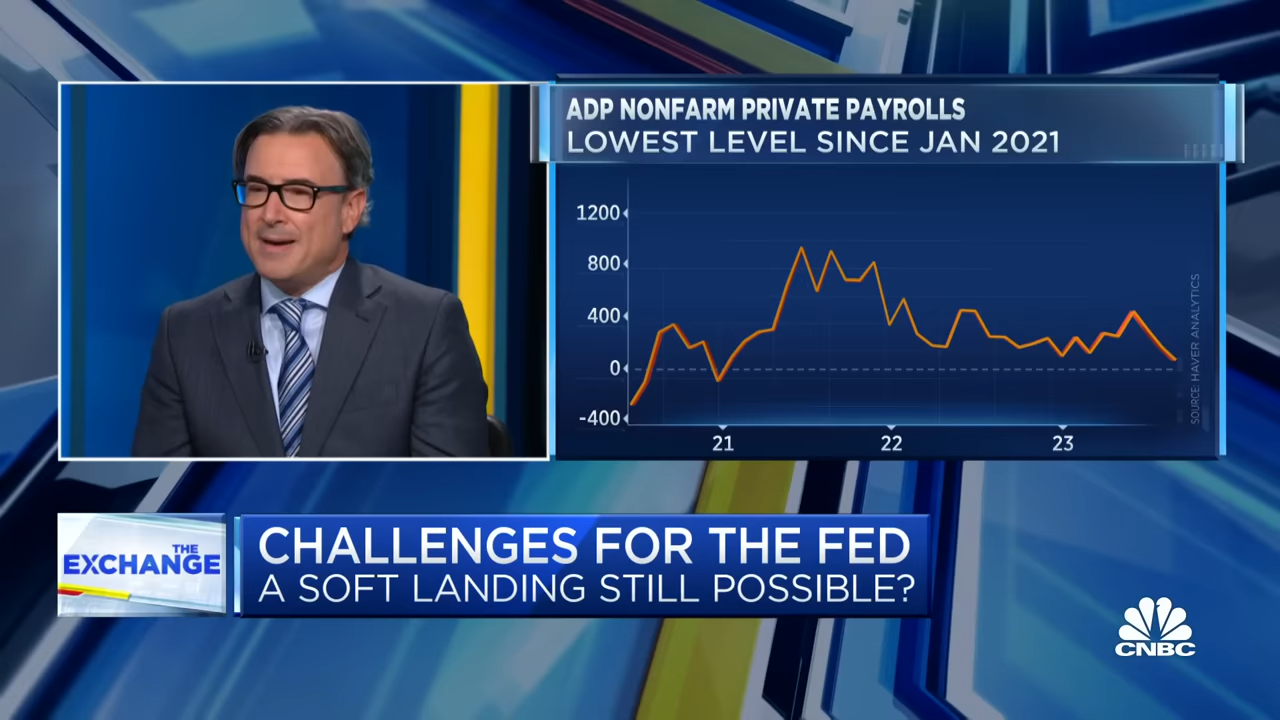 ADP NONFARM PRIVATE PAYROLLS
LOWEST LEVEL SINCE JAN 2021
1200
800
400
0
-400
21
22
23
SOURCE: HAVER ANALYTICS
THE
EXCHANGE
CHALLENGES FOR THE FED
A SOFT LANDING STILL POSSIBLE?
CNBC